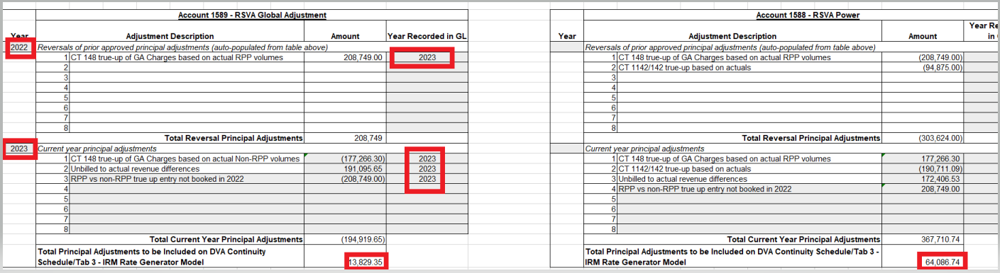 Account 1589 - RSVA Global Adjustment
Year Adjustment Description Amount Year Recorded in GL
2022 Reversals of prior approved principal adjustments (auto-populated from table above)
1 CT 148 true-up of GA Charges based on actual RPP volumes 208,749.00 2023
2
3
4
5
6
7
8
Total Reversal Principal Adjustments 208,749
2023 Current year principal adjustments
1 CT 148 true-up of GA Charges based on actual Non-RPP volumes (177,266.30) 2023
2 Unbilled to actual revenue differences 191,095.65 2023
3 RPP vs non-RPP true up entry not booked in 2022 (208,749.00) 2023
4
5
6
7
8
Total Current Year Principal Adjustments (194,919.65)
Total Principal Adjustments to be Included on DVA Continuity
Schedule/Tab 3 - IRM Rate Generator Model 13,829.35
Account 1588 - RSVA Power
Year Adjustment Description Amount Year Re
in
Reversals of prior approved principal adjustments (auto-populated from table above)
1 CT 148 true-up of GA Charges based on actual RPP volumes (208,749.00)
2 CT 1142/142 true-up based on actuals (94,875.00)
3
4
5
6
7
8
Total Reversal Principal Adjustments (303,624.00)
Current year principal adjustments
1 CT 148 true-up of GA Charges based on actual RPP volumes 177,266.30
2 CT 1142/142 true-up based on actuals (190,711.09)
3 Unbilled to actual revenue differences 172,406.53
4 RPP vs non-RPP true up entry not booked in 2022 208,749.00
5
6
7
8
Total Current Year Principal Adjustments 367,710.74
Total Principal Adjustments to be Included on DVA Continuity Schedule/Tab 3 -
IRM Rate Generator Model 64,086.74